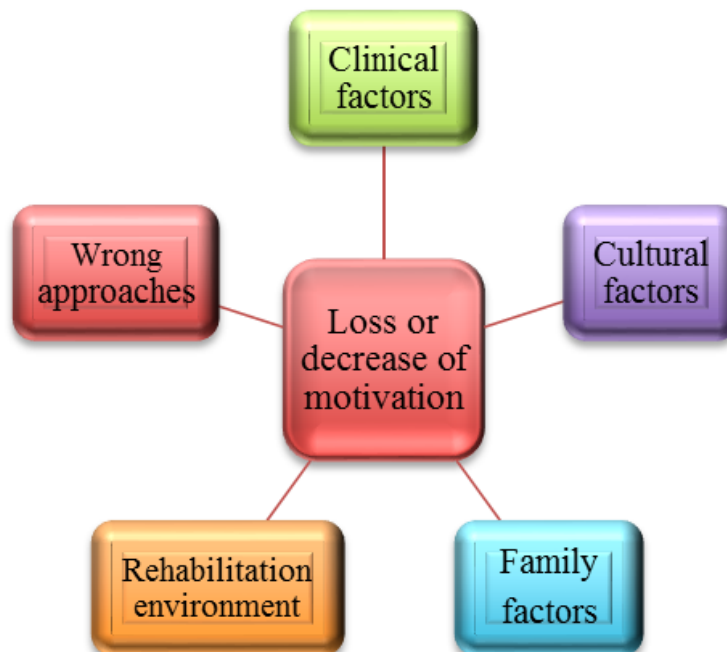 Clinical
factors
Wrong
approaches
Cultural
factors
Loss or
decrease of
motivation
Rehabilitation
environment
Family
factors